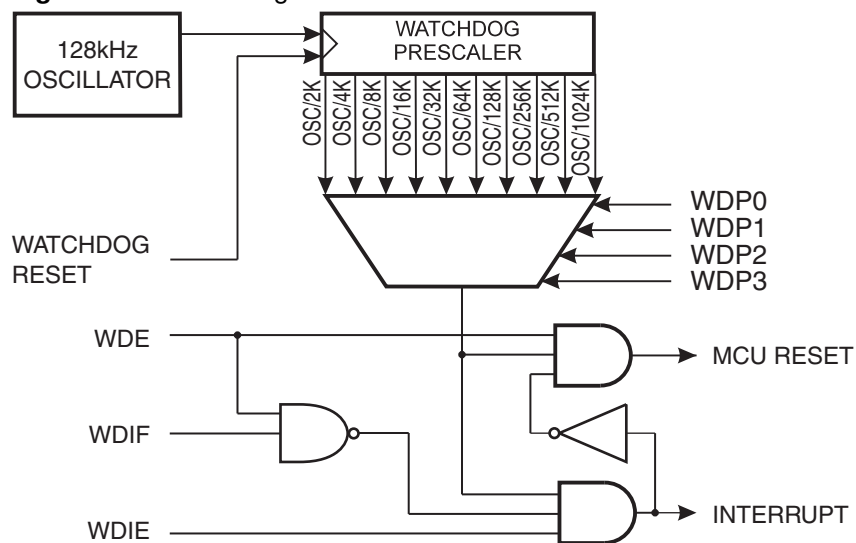 128kHz
OSCILLATOR
WATCHDOG
PRESCALER
OSC/2K
OSC/4K
OSC/8K
OSC/16K
OSC/32K
OSC/64K
OSC/128K
OSC/256K
OSC/512K
OSC/1024K
WDP0
WDP1
WDP2
WDP3
WATCHDOG
RESET
WDE
MCU RESET
WDIF
INTERRUPT
WDIE